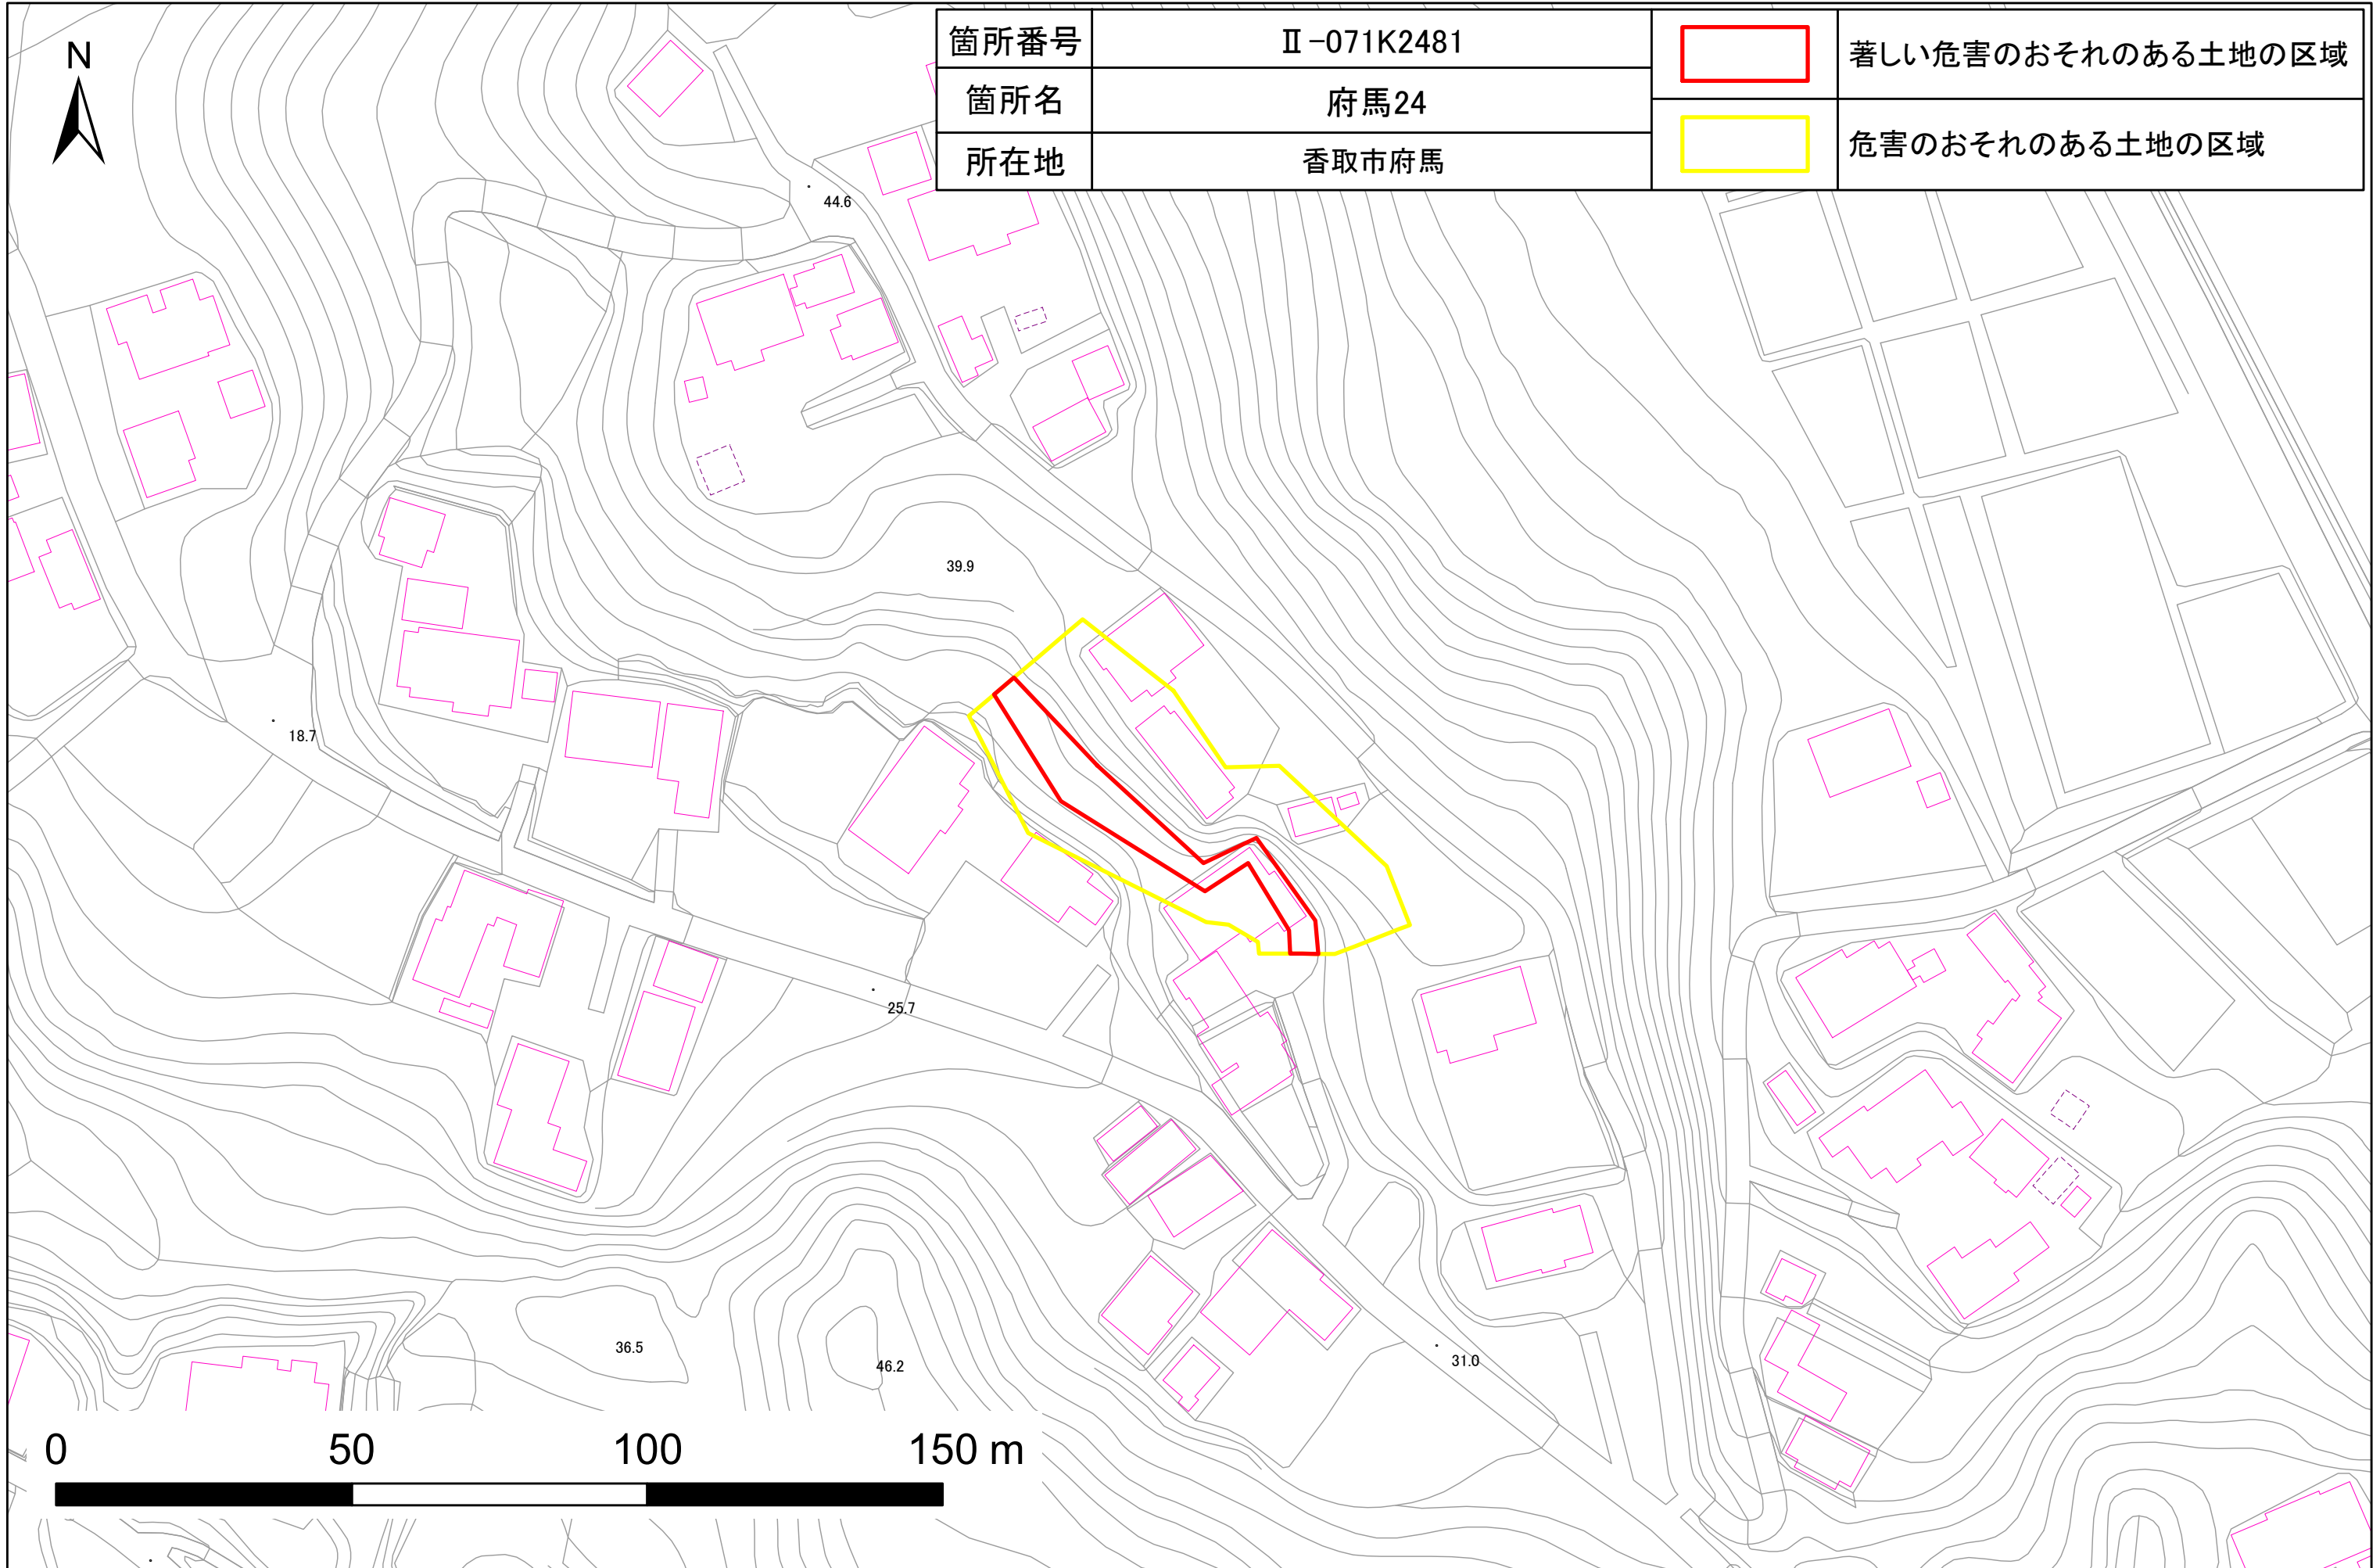 N
箇所番号 Ⅱ-071K2481
箇所名 府馬24
所在地 香取市府馬
著しい危害のおそれのある土地の区域
危害のおそれのある土地の区域
44.6
39.9
18.7
25.7
36.5
46.2
31.0
0 50 100 150 m